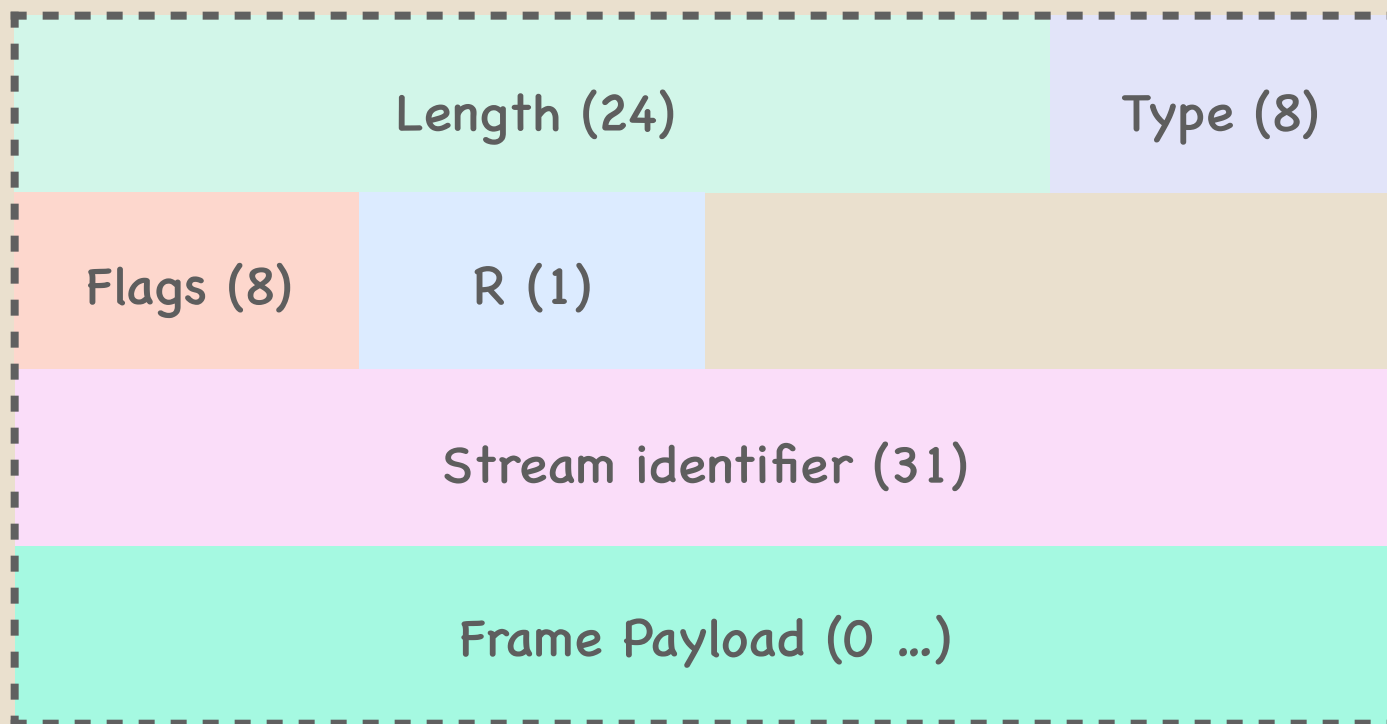 Length (24) Type (8)
Flags (8) R (1)
Stream identifier (31)
Frame Payload (0 ...)